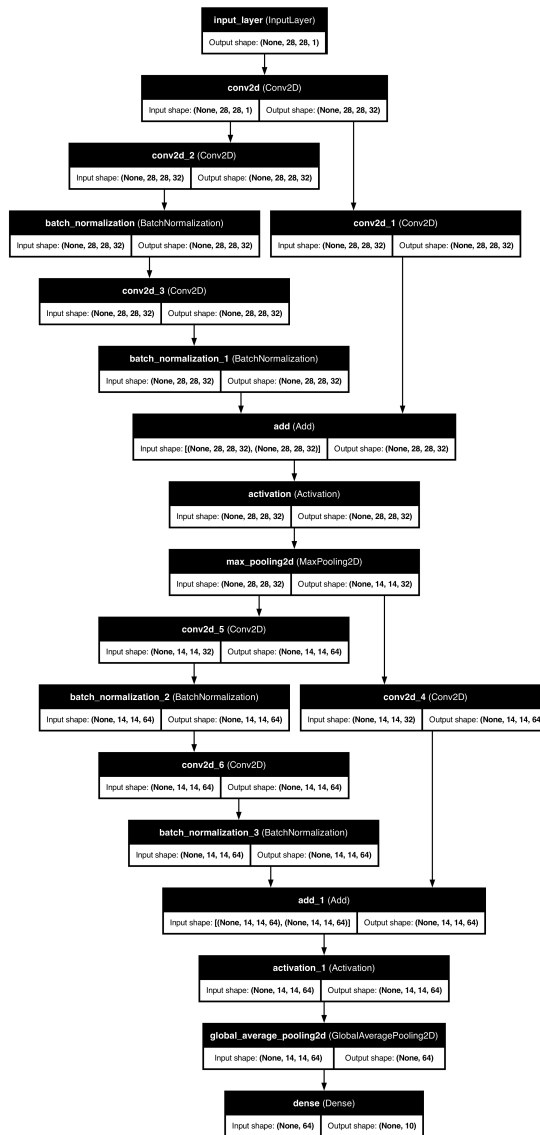 input_layer (InputLayer)
Output shape: (None, 28, 28, 1)
conv2d (Conv2D)
Input shape: (None, 28, 28, 1) Output shape: (None, 28, 28, 32)
conv2d_2 (Conv2D)
Input shape: (None, 28, 28, 32) Output shape: (None, 28, 28, 32)
batch_normalization (BatchNormalization) conv2d_1 (Conv2D)
Input shape: (None, 28, 28, 32) Output shape: (None, 28, 28, 32) Input shape: (None, 28, 28, 32) Output shape: (None, 28, 28, 32)
conv2d_3 (Conv2D)
Input shape: (None, 28, 28, 32) Output shape: (None, 28, 28, 32)
batch_normalization_1 (BatchNormalization)
Input shape: (None, 28, 28, 32) Output shape: (None, 28, 28, 32)
add (Add)
Input shape: [(None, 28, 28, 32), (None, 28, 28, 32)] Output shape: (None, 28, 28, 32)
activation (Activation)
Input shape: (None, 28, 28, 32) Output shape: (None, 28, 28, 32)
max_pooling2d (MaxPooling2D)
Input shape: (None, 28, 28, 32) Output shape: (None, 14, 14, 32)
conv2d_5 (Conv2D)
Input shape: (None, 14, 14, 32) Output shape: (None, 14, 14, 64)
batch_normalization_2 (BatchNormalization) conv2d_4 (Conv2D)
Input shape: (None, 14, 14, 64) Output shape: (None, 14, 14, 64) Input shape: (None, 14, 14, 32) Output shape: (None, 14, 14, 64
conv2d_6 (Conv2D)
Input shape: (None, 14, 14, 64) Output shape: (None, 14, 14, 64)
batch_normalization_3 (BatchNormalization)
Input shape: (None, 14, 14, 64) Output shape: (None, 14, 14, 64)
add_1 (Add)
Input shape: [(None, 14, 14, 64), (None, 14, 14, 64)] Output shape: (None, 14, 14, 64)
activation_1 (Activation)
Input shape: (None, 14, 14, 64) Output shape: (None, 14, 14, 64)
global_average_pooling2d (GlobalAveragePooling2D)
Input shape: (None, 14, 14, 64) Output shape: (None, 64)
dense (Dense)
Input shape: (None, 64) Output shape: (None, 10)